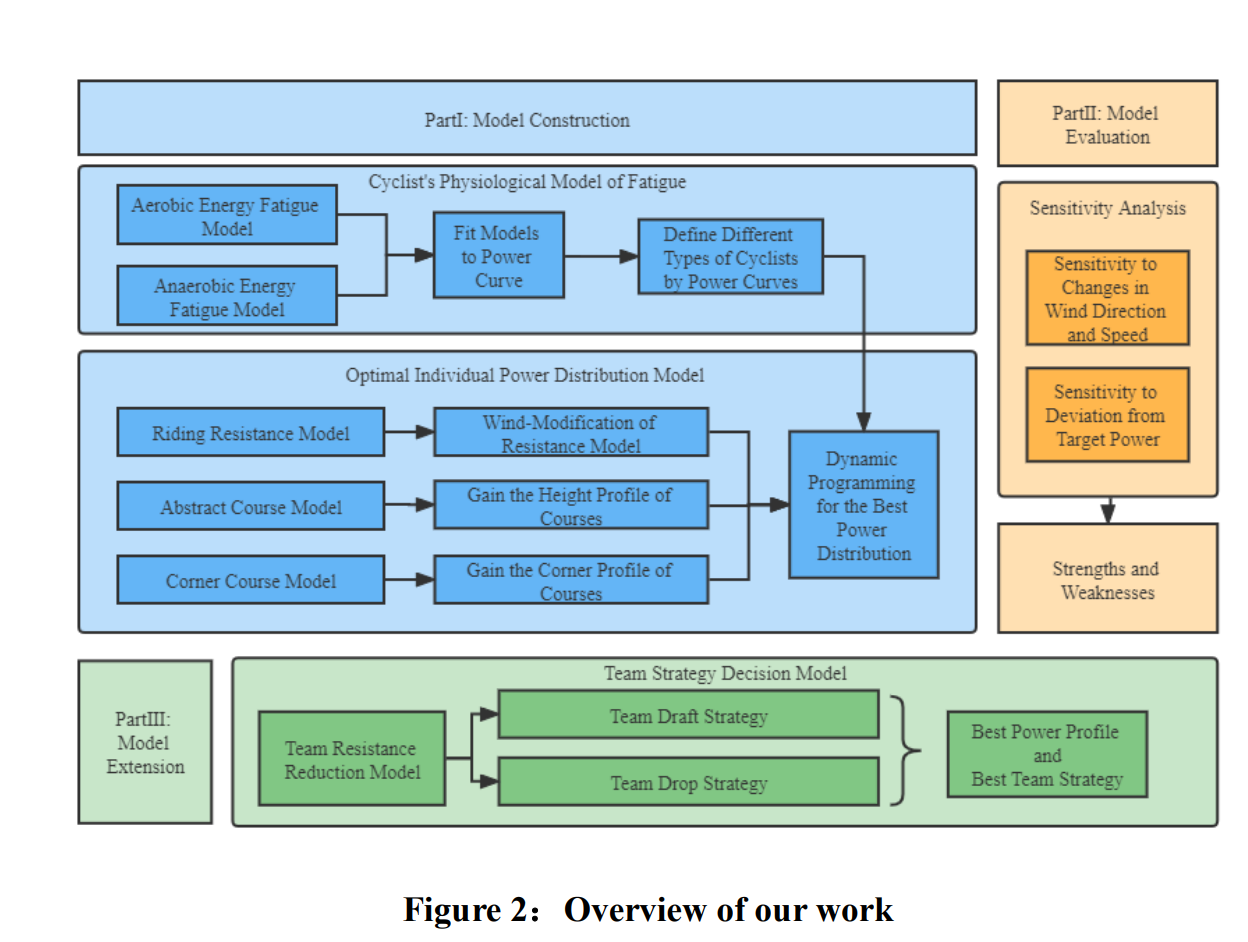 PartI: Model Construction
PartII: Model
Evaluation
Cyclist's Physiological Model of Fatigue
Aerobic Energy Fatigue
Model
Anaerobic Energy
Fatigue Model
Fit Models
to Power
Curve
Define Different
Types of Cyclists
by Power Curves
Sensitivity Analysis
Sensitivity to
Changes in
Wind Direction
and Speed
Sensitivity to
Deviation from
Target Power
Optimal Individual Power Distribution Model
Riding Resistance Model
Wind-Modification of
Resistance Model
Abstract Course Model
Gain the Height Profile of
Courses
Corner Course Model
Gain the Corner Profile of
Courses
Dynamic
Programming
for the Best
Power
Distribution
Strengths and
Weaknesses
PartIII:
Model
Extension
Team Strategy Decision Model
Team Resistance
Reduction Model
Team Draft Strategy
Team Drop Strategy
Best Power Profile
and
Best Team Strategy
Figure 2：Overview of our work